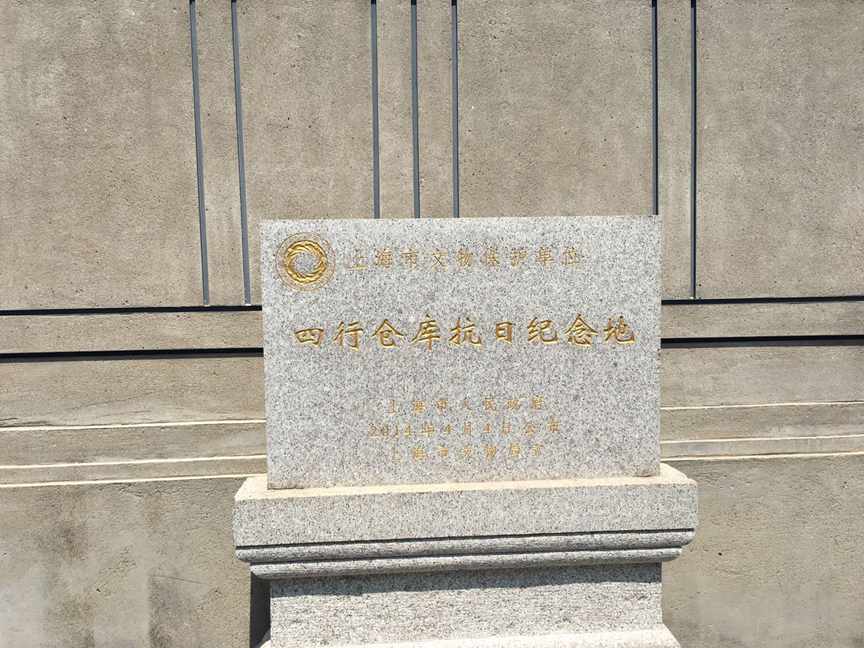 上海市文物保护单位
四行仓库抗日纪念地
上海市人民政府
2014年4月4日公布
上海市文物局立